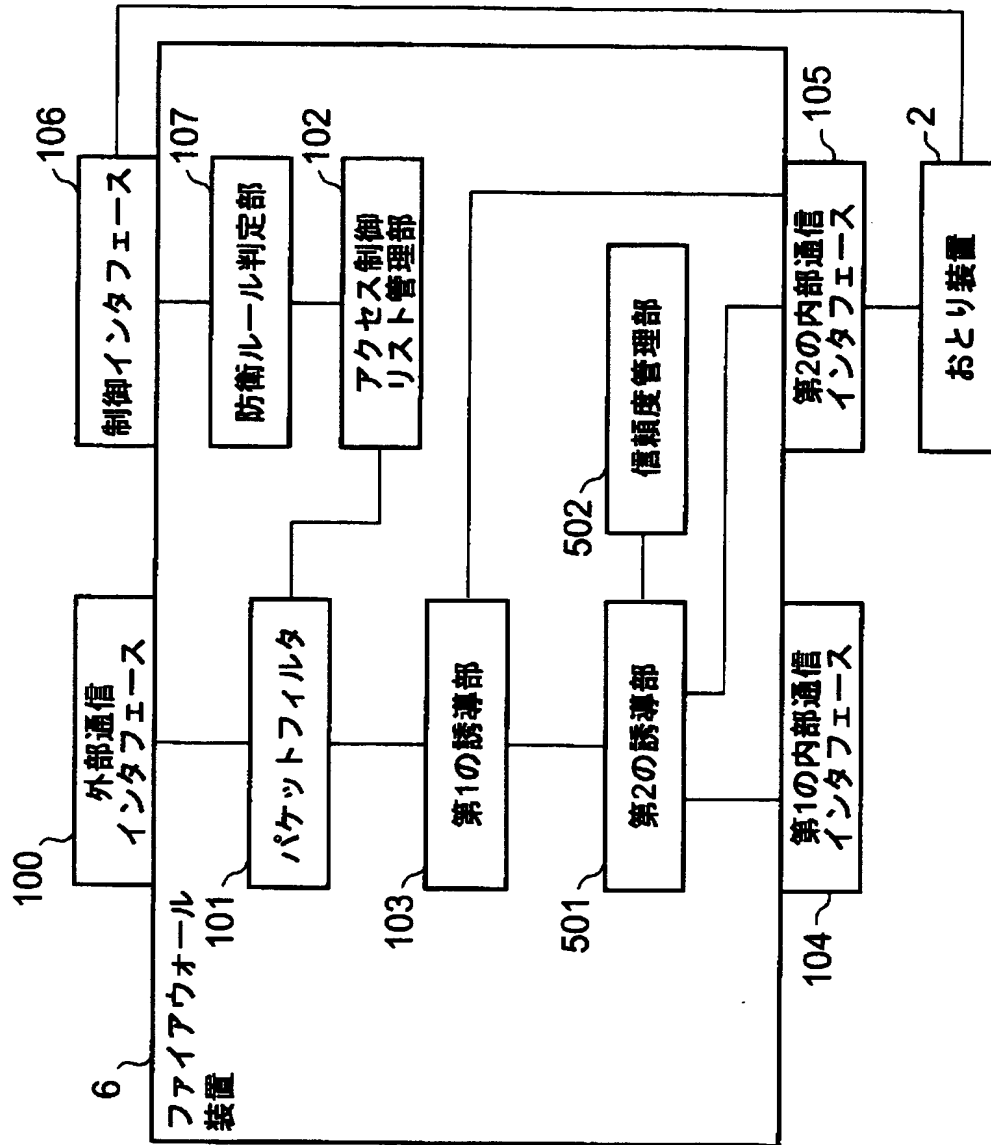 6
ファイアウォール
装置
100
外部通信
インタフェース
106
制御インタフェース
101
パケットフィルタ
107
防衛ルール判定部
102
アクセス制御
リスト管理部
103
第1の誘導部
501
第2の誘導部
502
信頼度管理部
104
第1の内部通信
インタフェース
105
第2の内部通信
インタフェース
2
おとり装置